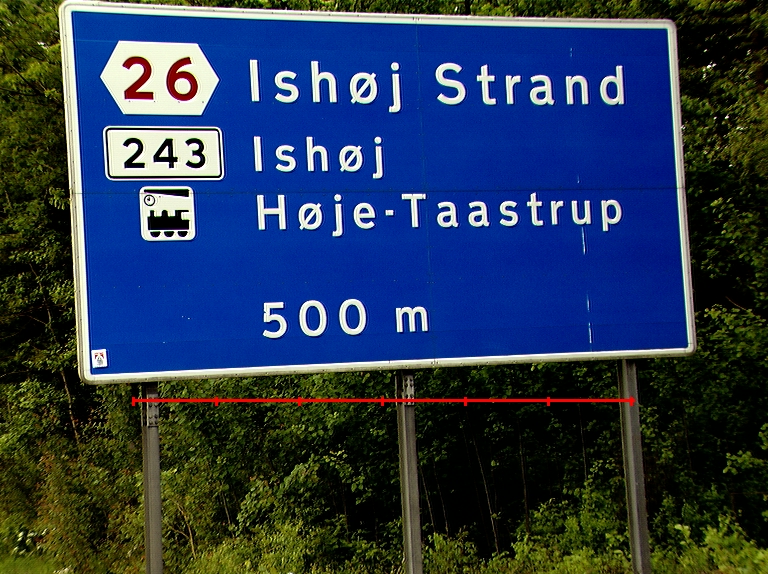 26 Ishøj Strand
243 Ishøj
Høje-Taastrup
500 m